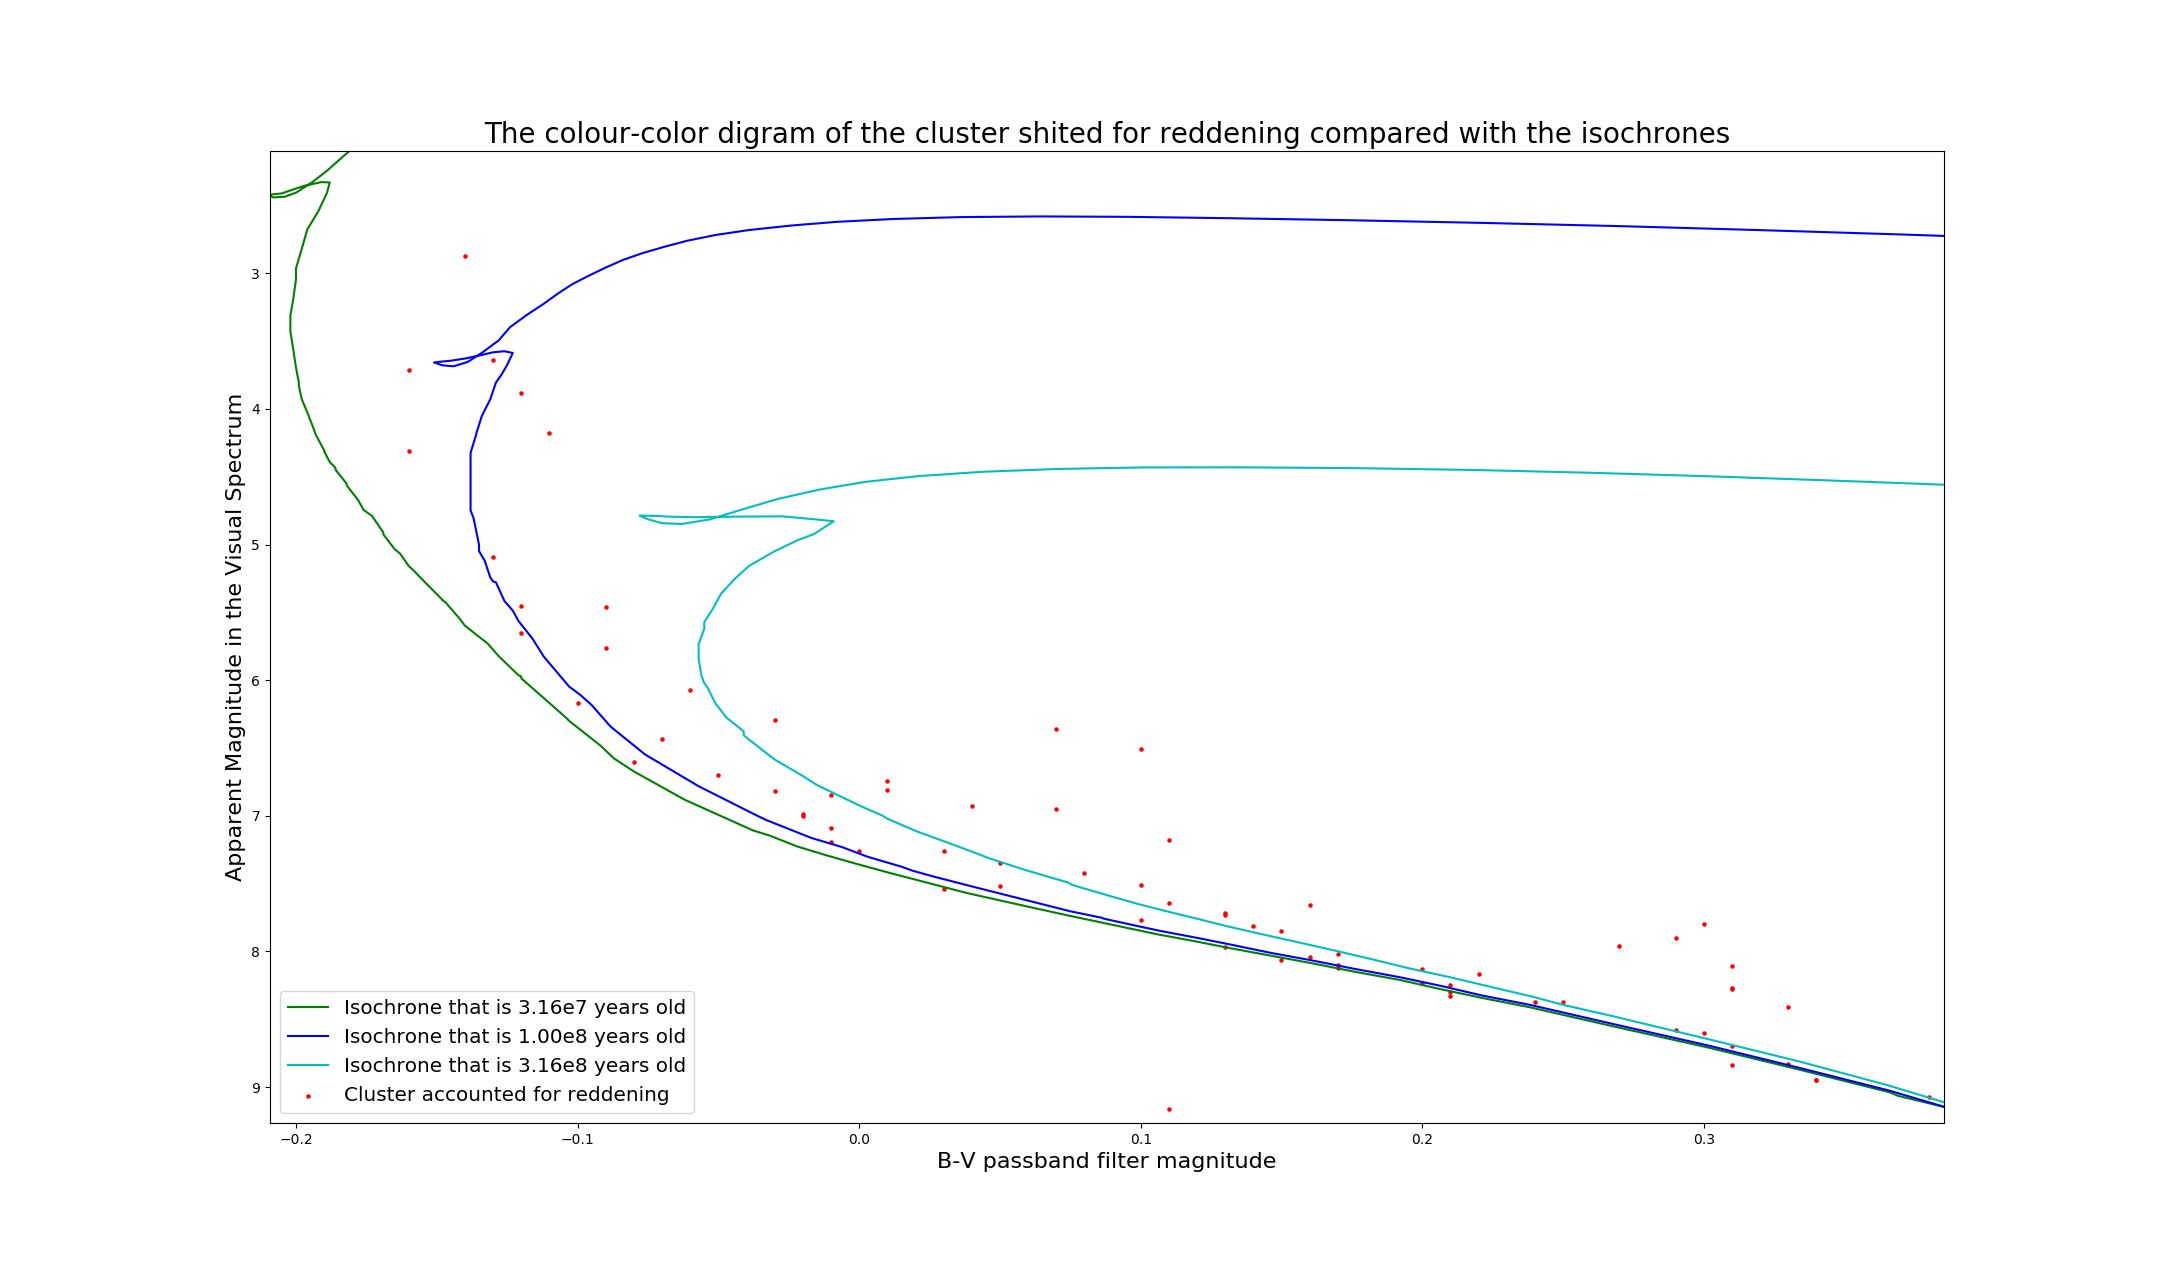 The colour-color digram of the cluster shited for reddening compared with the isochrones
Apparent Magnitude in the Visual Spectrum
3
4
5
6
7
8
9
Isochrone that is 3.16e7 years old
Isochrone that is 1.00e8 years old
Isochrone that is 3.16e8 years old
Cluster accounted for reddening
−0.2 −0.1 0.0 0.1 0.2 0.3
B-V passband filter magnitude